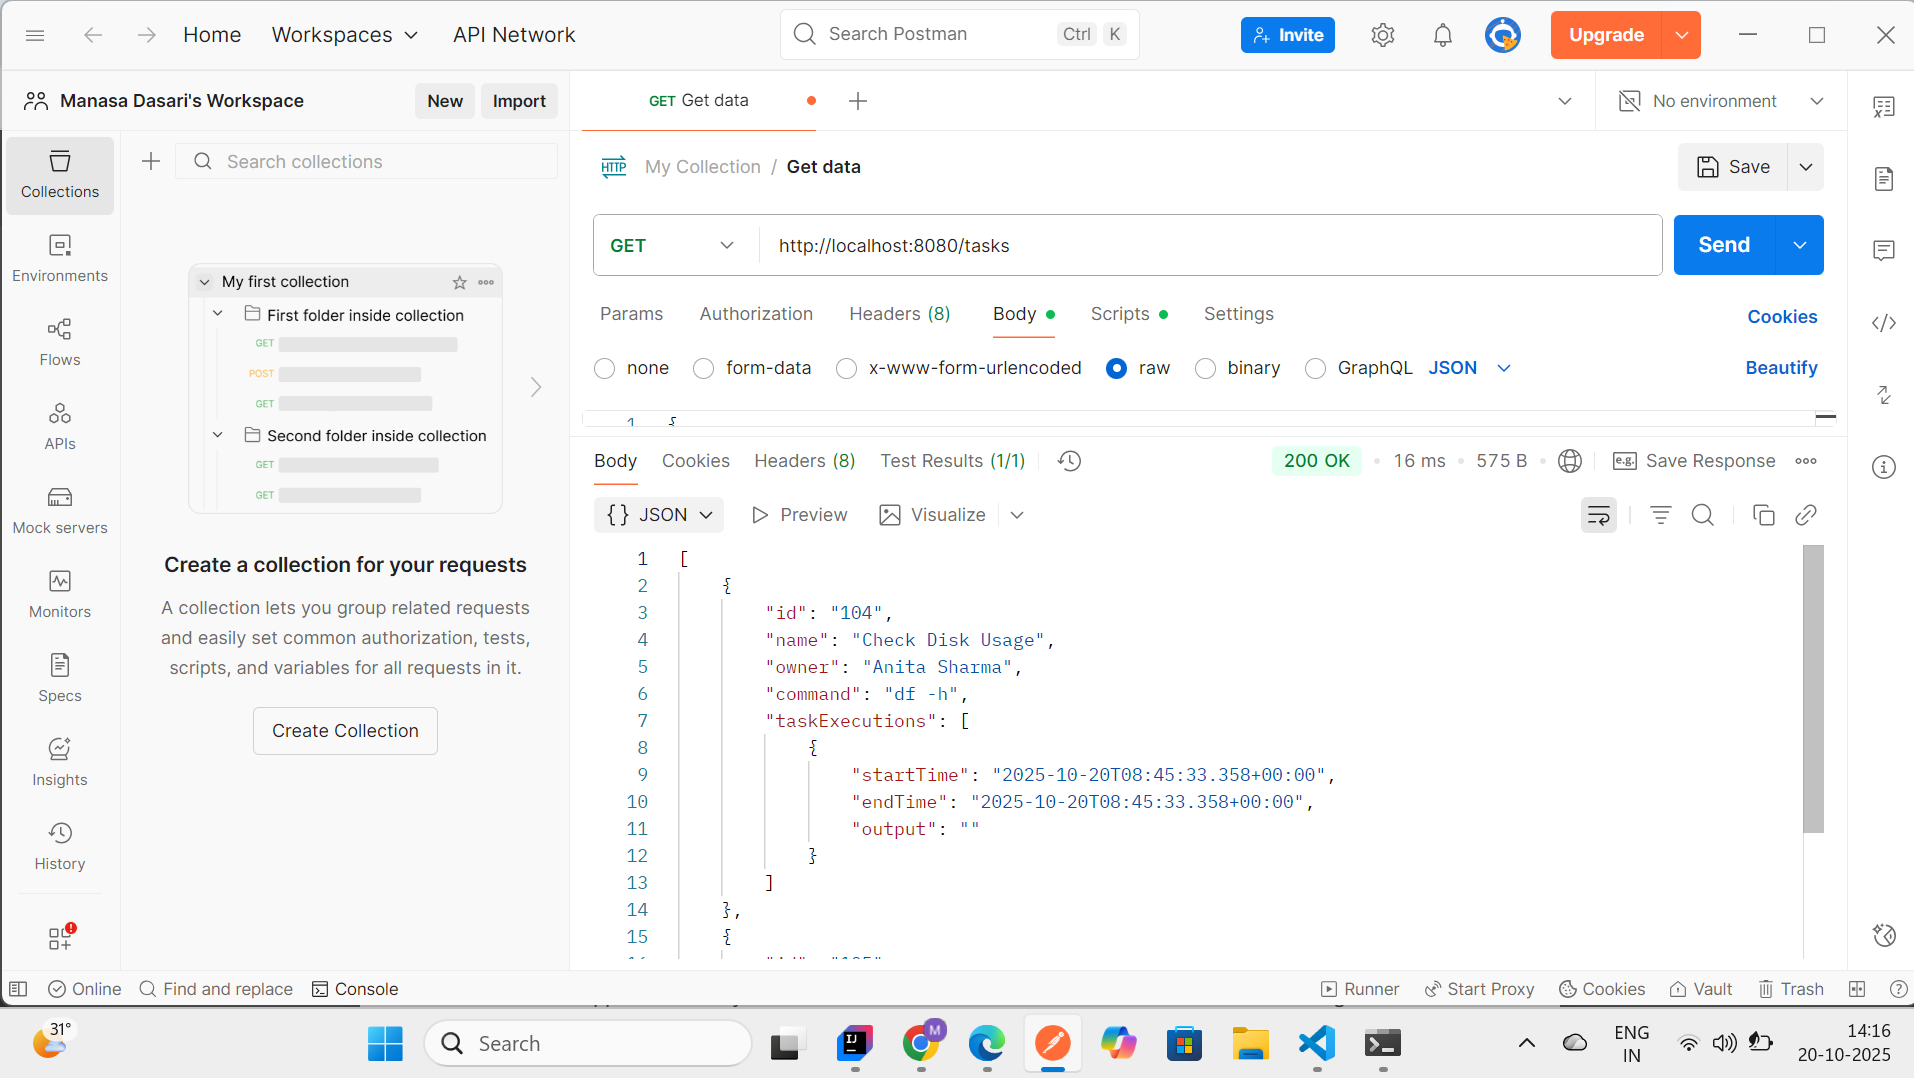 Home
Workspaces
API Network
Search Postman
Ctrl K
Invite
Upgrade
Manasa Dasari's Workspace
New
Import
GET Get data
No environment
Collections
Environments
Flows
APIs
Mock servers
Monitors
Specs
Insights
History
Search collections
My first collection
First folder inside collection
GET
POST
GET
Second folder inside collection
GET
GET
Create a collection for your requests
A collection lets you group related requests
and easily set common authorization, tests,
scripts, and variables for all requests in it.
Create Collection
HTTP My Collection / Get data
Save
GET http://localhost:8080/tasks
Send
Params Authorization Headers (8) Body Scripts Settings
Cookies
none form-data x-www-form-urlencoded raw binary GraphQL JSON
Beautify
1 {
Body Cookies Headers (8) Test Results (1/1)
200 OK • 16 ms • 575 B
e.g. Save Response
{} JSON Preview Visualize
1 [
2 {
3 "id": "104",
4 "name": "Check Disk Usage",
5 "owner": "Anita Sharma",
6 "command": "df -h",
7 "taskExecutions": [
8 {
9 "startTime": "2025-10-20T08:45:33.358+00:00",
10 "endTime": "2025-10-20T08:45:33.358+00:00",
11 "output": ""
12 }
13 ]
14 },
15 {
Online Find and replace Console
Runner Start Proxy Cookies Vault Trash
31°
Search
IJ
M
ENG
IN
14:16
20-10-2025